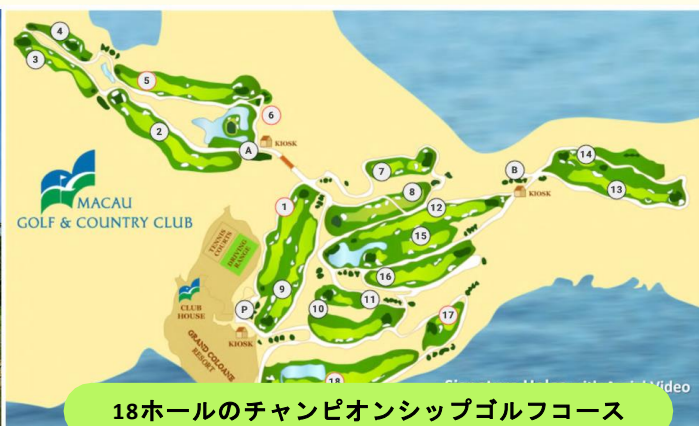 4
3
5
6
2
A
KIOSK
14
B
7
13
KIOSK
8
MACAU
GOLF & COUNTRY CLUB
1
12
TENNIS
COURTS
DRIVING
RANGE
15
16
9
11
CLUB
HOUSE
P
10
17
KIOSK
GRAND COLOANE
RESORT
18
Video
18ホールのチャンピオンシップゴルフコース